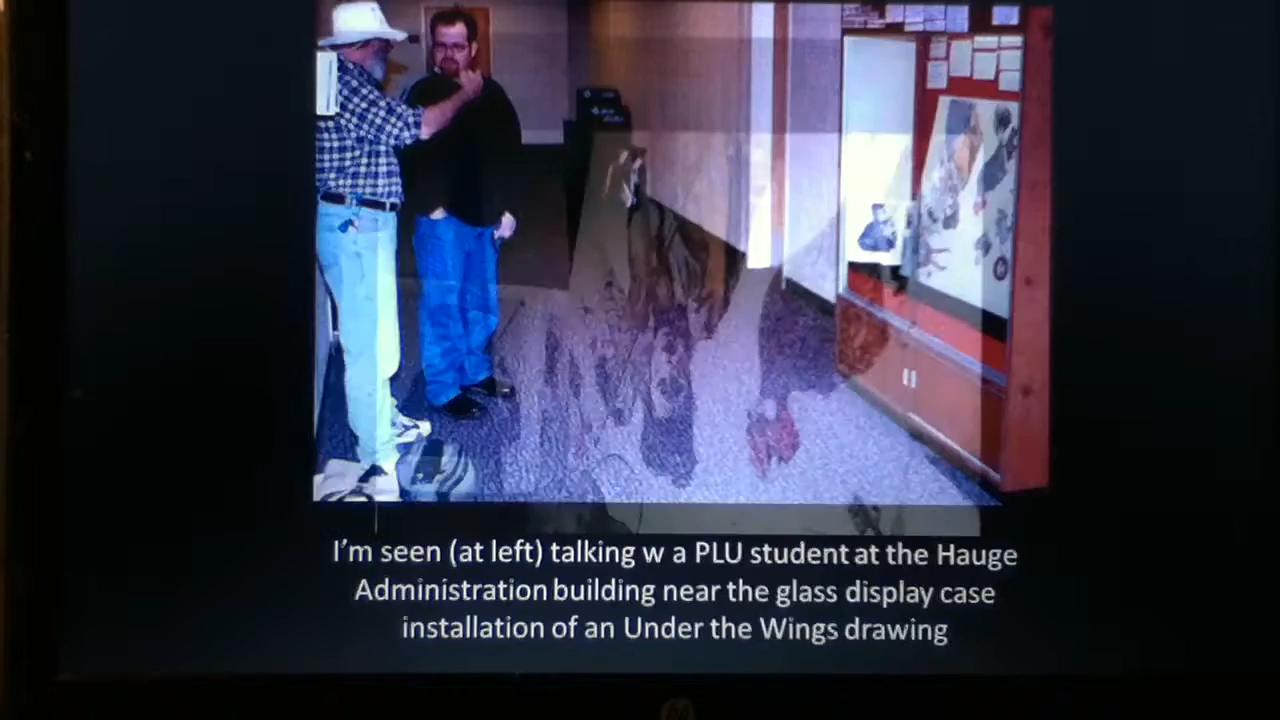 I'm seen (at left) talking w a PLU student at the Hauge
Administration building near the glass display case
installation of an Under the Wings drawing